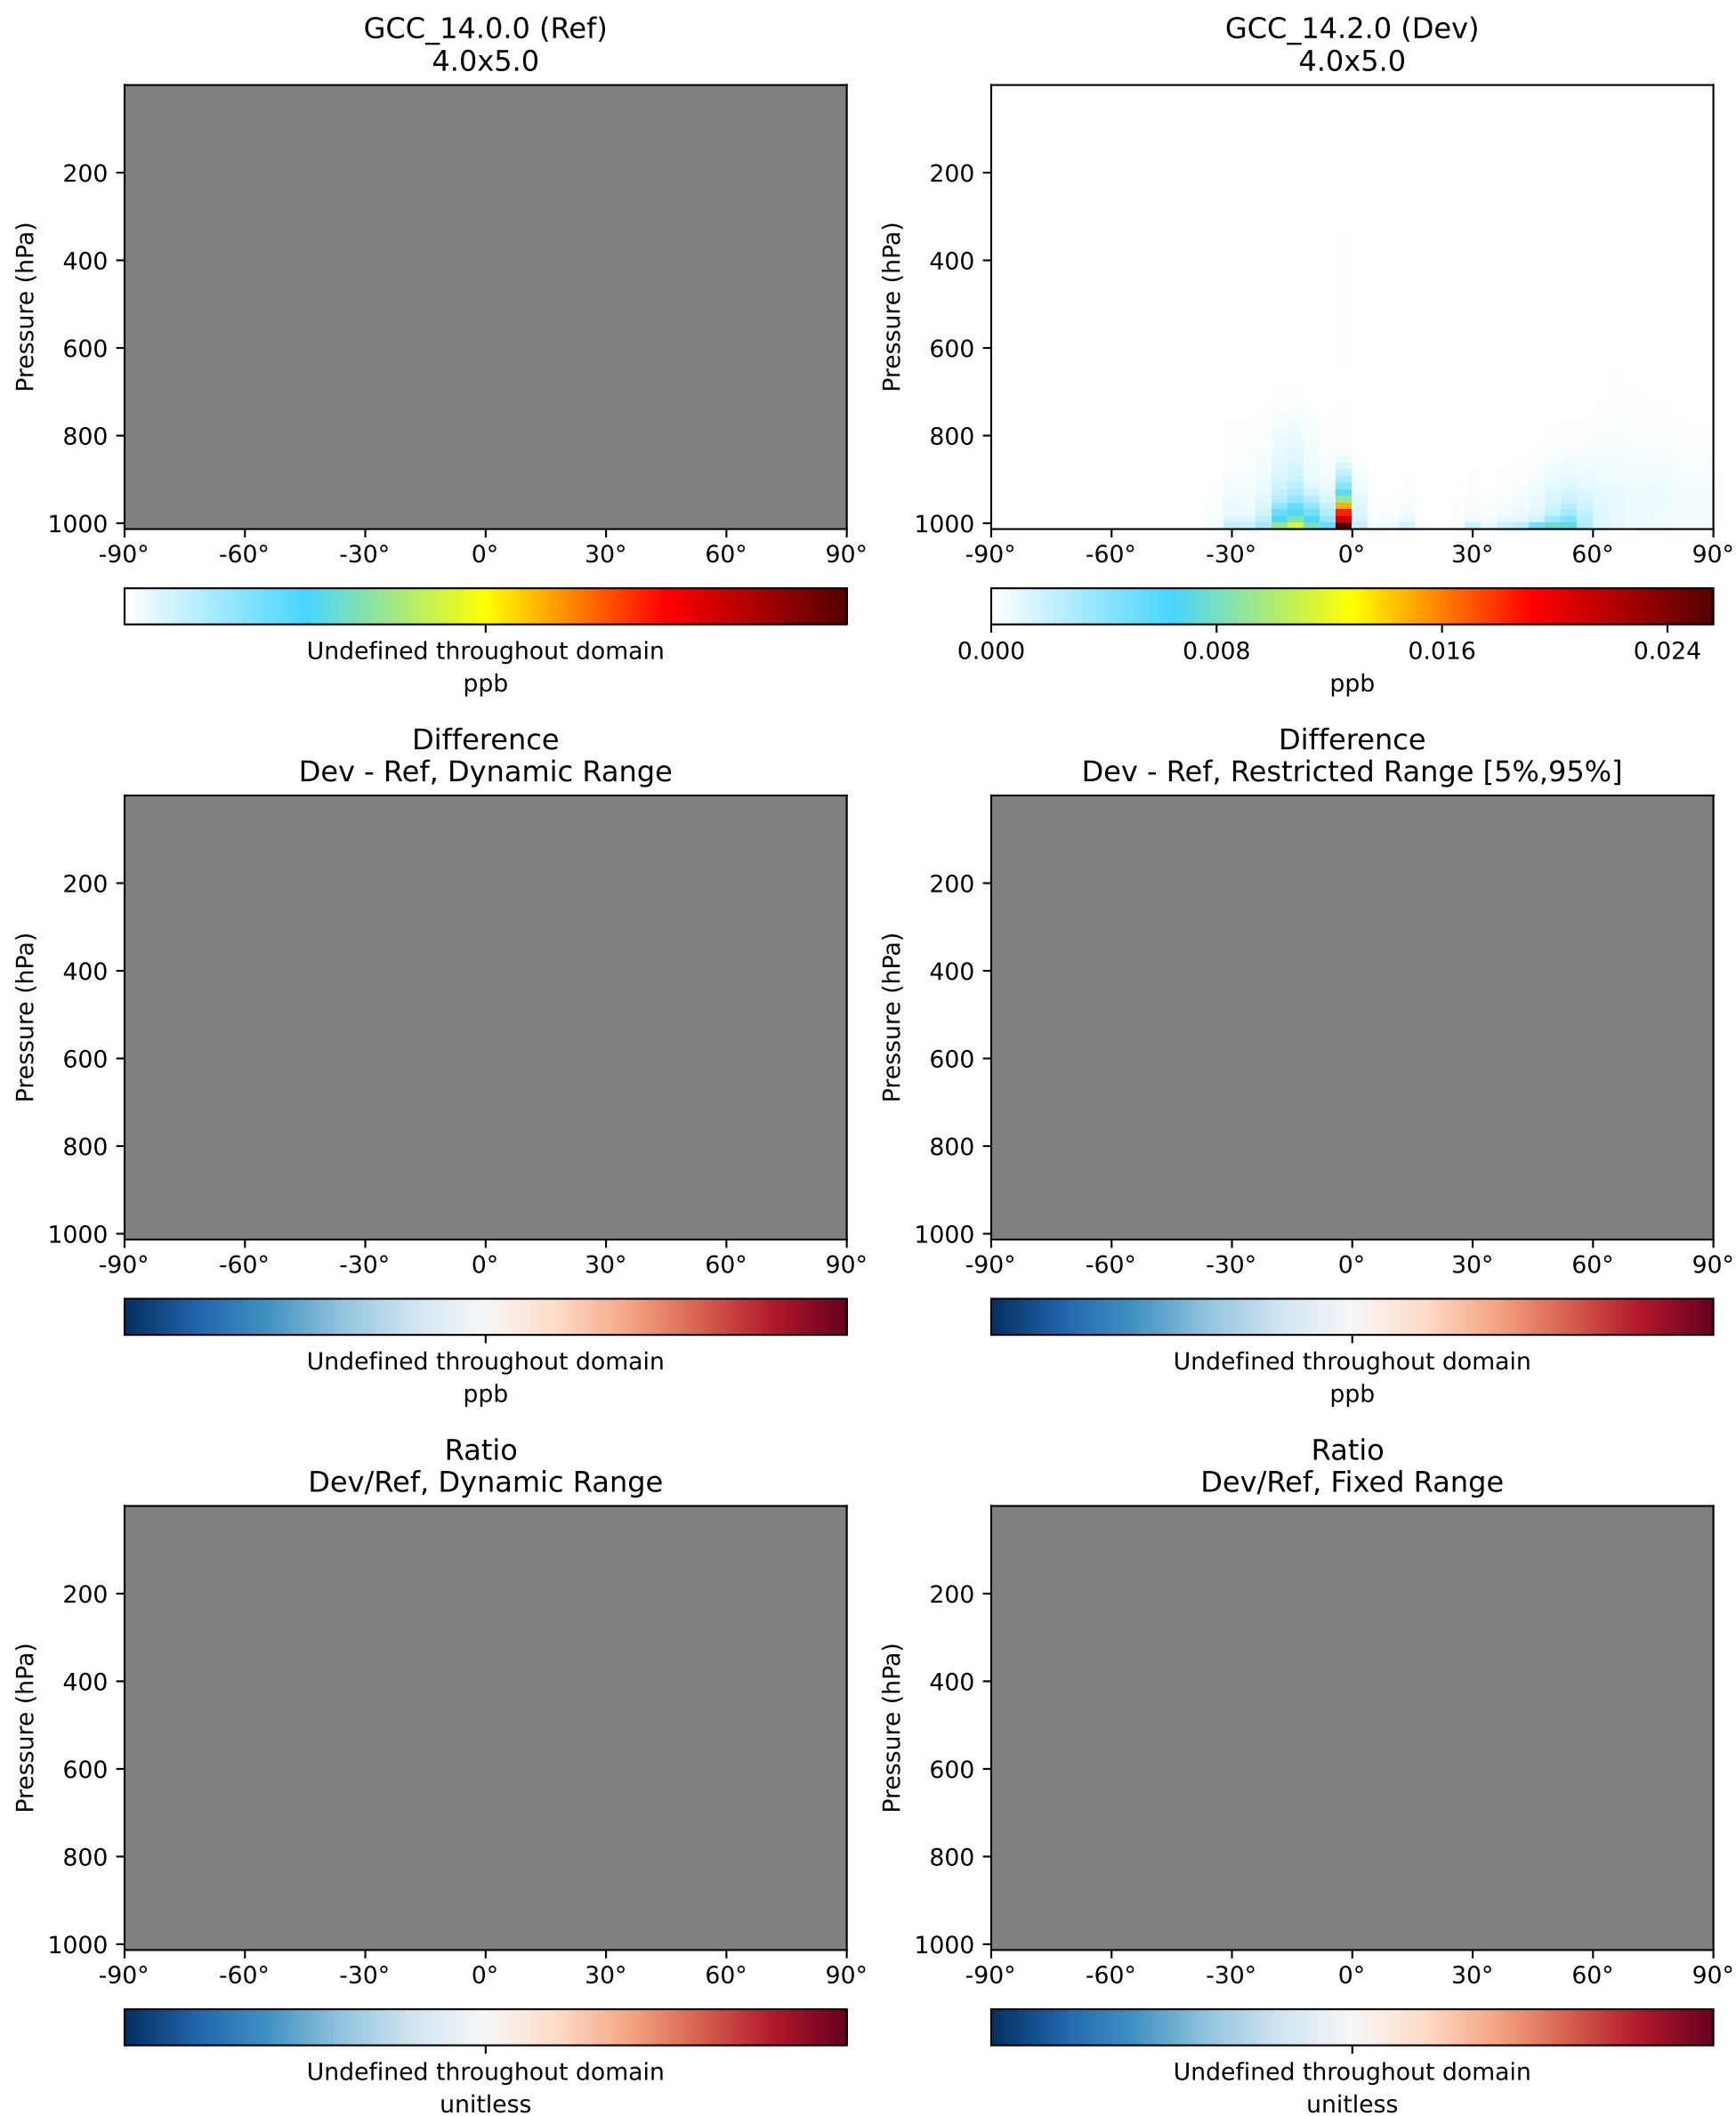 GCC_14.0.0 (Ref)
4.0x5.0
Pressure (hPa)
200
400
600
800
1000
-90° -60° -30° 0° 30° 60° 90°
Undefined throughout domain
ppb
GCC_14.2.0 (Dev)
4.0x5.0
Pressure (hPa)
200
400
600
800
1000
-90° -60° -30° 0° 30° 60° 90°
0.000 0.008 0.016 0.024
ppb
Difference
Dev - Ref, Dynamic Range
Pressure (hPa)
200
400
600
800
1000
-90° -60° -30° 0° 30° 60° 90°
Undefined throughout domain
ppb
Difference
Dev - Ref, Restricted Range [5%,95%]
Pressure (hPa)
200
400
600
800
1000
-90° -60° -30° 0° 30° 60° 90°
Undefined throughout domain
ppb
Ratio
Dev/Ref, Dynamic Range
Pressure (hPa)
200
400
600
800
1000
-90° -60° -30° 0° 30° 60° 90°
Undefined throughout domain
unitless
Ratio
Dev/Ref, Fixed Range
Pressure (hPa)
200
400
600
800
1000
-90° -60° -30° 0° 30° 60° 90°
Undefined throughout domain
unitless